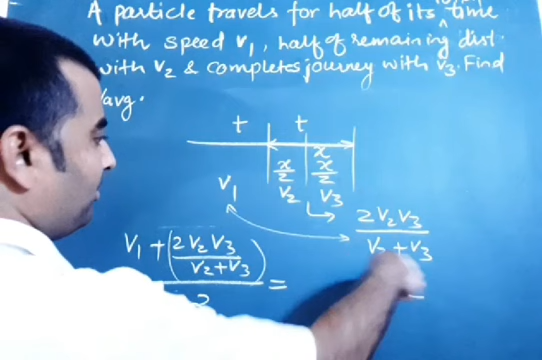 A particle travels for half of its time
with speed V₁, half of remaining dist.
with V₂ & completes journey with V₃. Find
Vavg.
t t
x
x/2 x/2
V₁ V₂ V₃
2V₂V₃
V₂+V₃
V₁ + (2V₂V₃/V₂+V₃) =
2